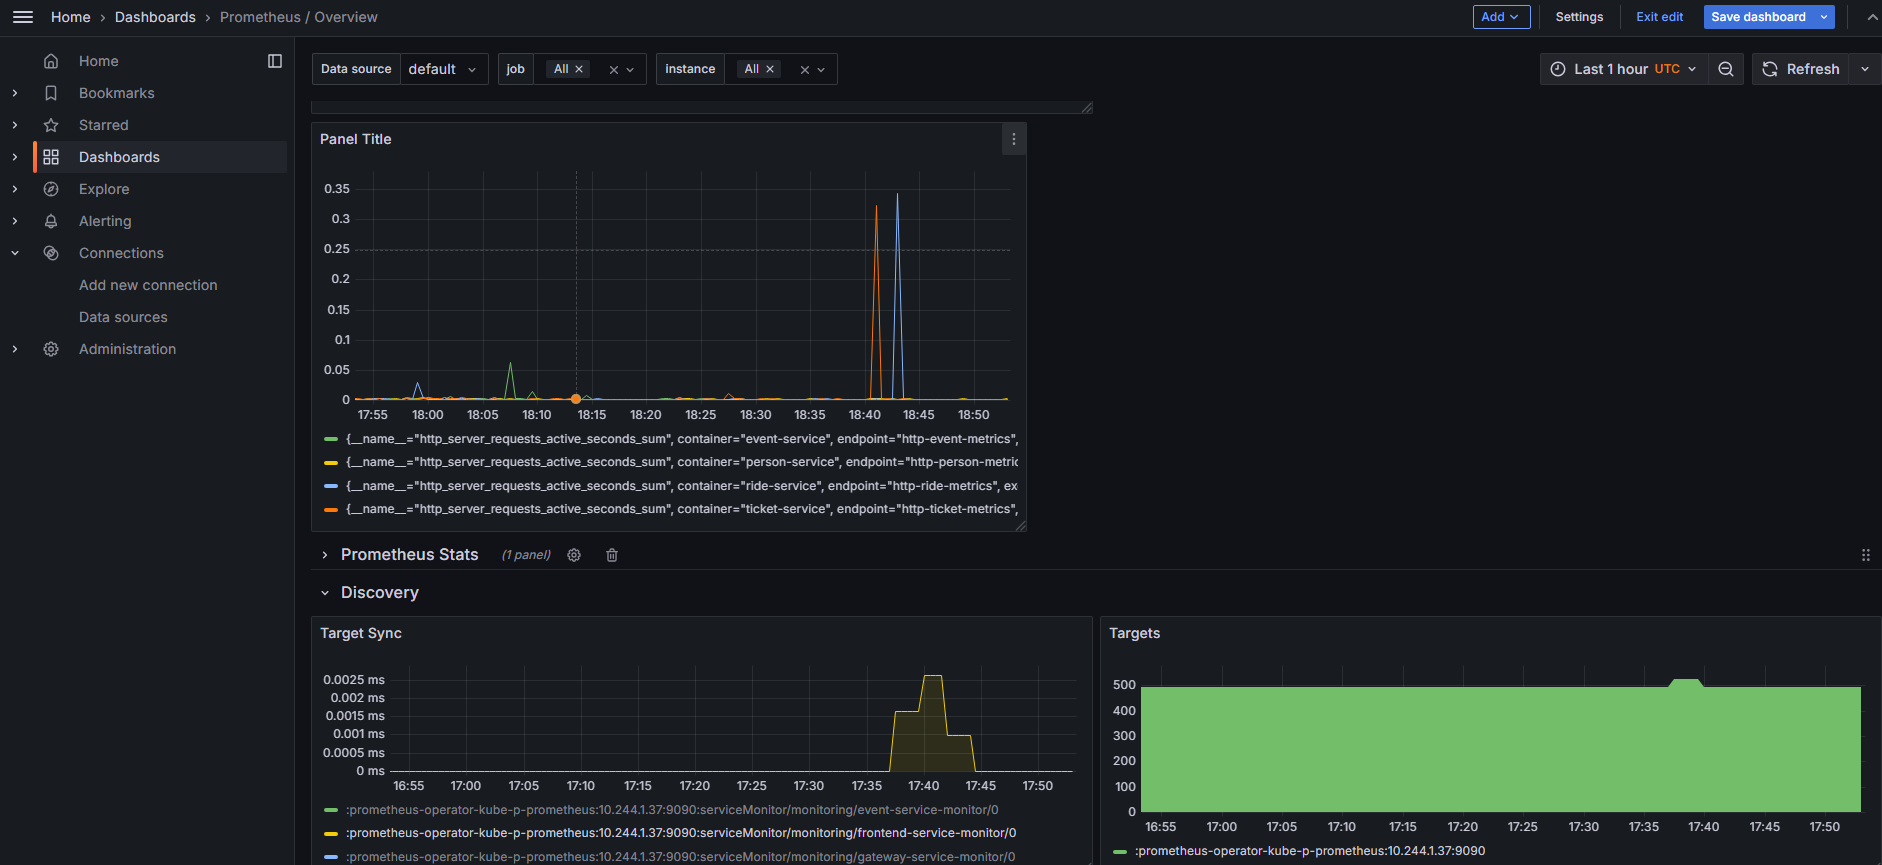 Home › Dashboards › Prometheus / Overview
Add
Settings
Exit edit
Save dashboard
Home
Bookmarks
Starred
Dashboards
Explore
Alerting
Connections
Add new connection
Data sources
Administration
Data source default
job All
instance All
Last 1 hour UTC
Refresh
Panel Title
0.35
0.3
0.25
0.2
0.15
0.1
0.05
0
17:55 18:00 18:05 18:10 18:15 18:20 18:25 18:30 18:35 18:40 18:45 18:50
{__name__="http_server_requests_active_seconds_sum", container="event-service", endpoint="http-event-metrics",
{__name__="http_server_requests_active_seconds_sum", container="person-service", endpoint="http-person-metric
{__name__="http_server_requests_active_seconds_sum", container="ride-service", endpoint="http-ride-metrics", ex
{__name__="http_server_requests_active_seconds_sum", container="ticket-service", endpoint="http-ticket-metrics",
Prometheus Stats (1 panel)
Discovery
Target Sync
0.0025 ms
0.002 ms
0.0015 ms
0.001 ms
0.0005 ms
0 ms
16:55 17:00 17:05 17:10 17:15 17:20 17:25 17:30 17:35 17:40 17:45 17:50
:prometheus-operator-kube-p-prometheus:10.244.1.37:9090:serviceMonitor/monitoring/event-service-monitor/0
:prometheus-operator-kube-p-prometheus:10.244.1.37:9090:serviceMonitor/monitoring/frontend-service-monitor/0
:prometheus-operator-kube-p-prometheus:10.244.1.37:9090:serviceMonitor/monitoring/gateway-service-monitor/0
Targets
500
400
300
200
100
0
16:55 17:00 17:05 17:10 17:15 17:20 17:25 17:30 17:35 17:40 17:45 17:50
:prometheus-operator-kube-p-prometheus:10.244.1.37:9090